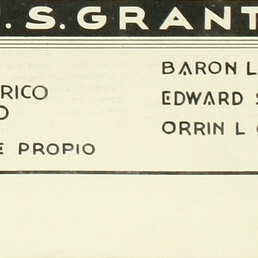 . S. GRANT
RICO
PROPIO
BARON L
EDWARD S
ORRIN L